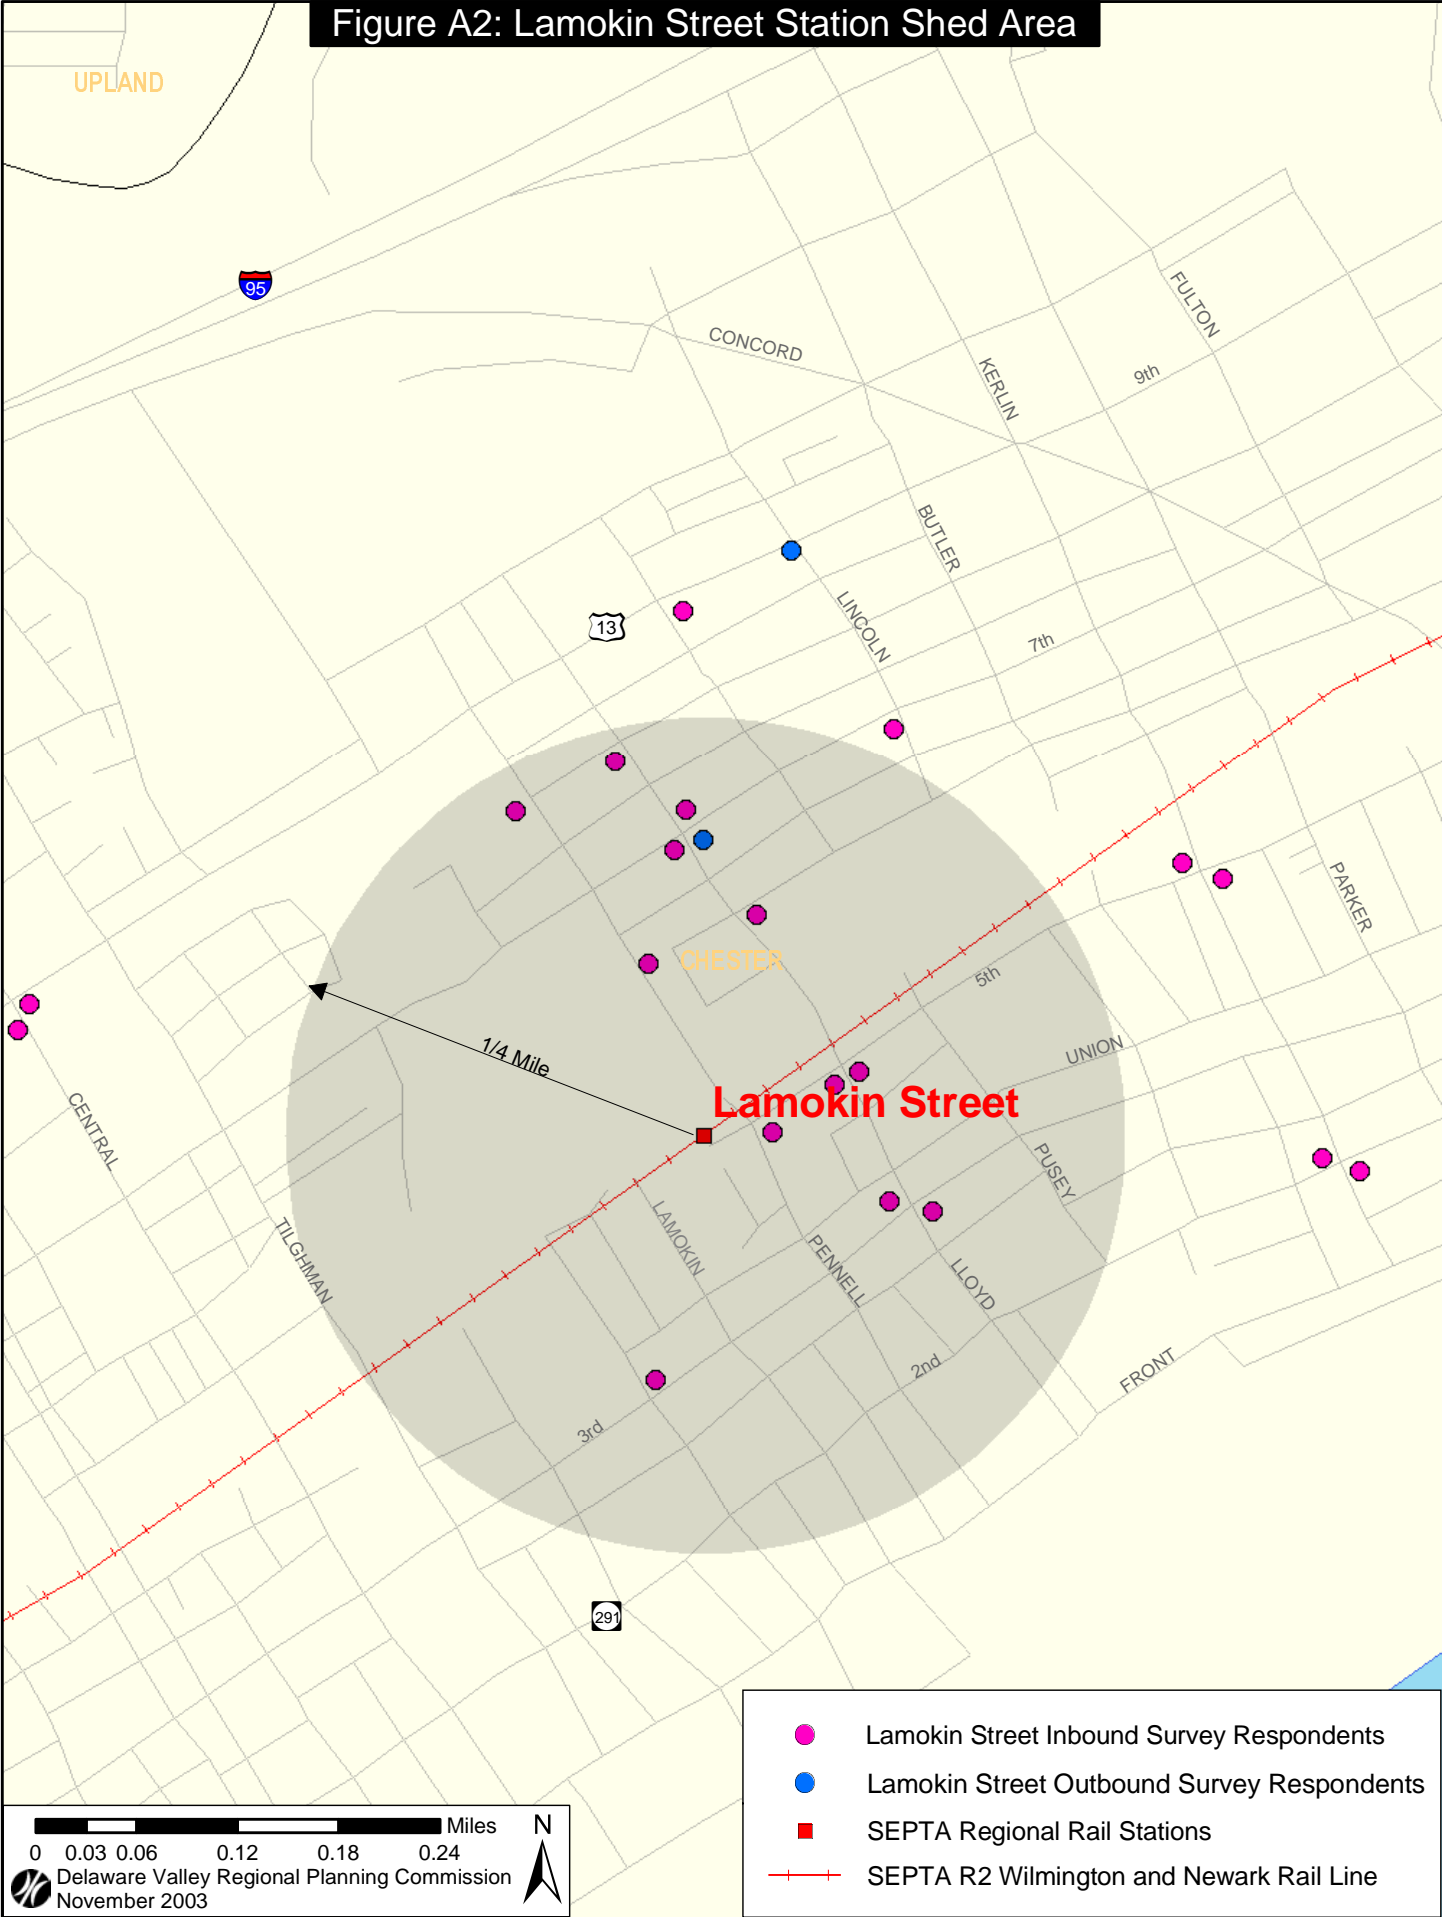 Figure A2: Lamokin Street Station Shed Area
UPLAND
95
FULTON
CONCORD
KERLIN
9th
BUTLER
LINCOLN
13
7th
PARKER
CHESTER
5th
1/4 Mile
UNION
Lamokin Street
CENTRAL
PUSEY
LAMOKIN
TILGHMAN
PENNELL
LLOYD
2nd
FRONT
3rd
291
Lamokin Street Inbound Survey Respondents
Lamokin Street Outbound Survey Respondents
SEPTA Regional Rail Stations
SEPTA R2 Wilmington and Newark Rail Line
Miles
N
0 0.03 0.06 0.12 0.18 0.24
Delaware Valley Regional Planning Commission
November 2003